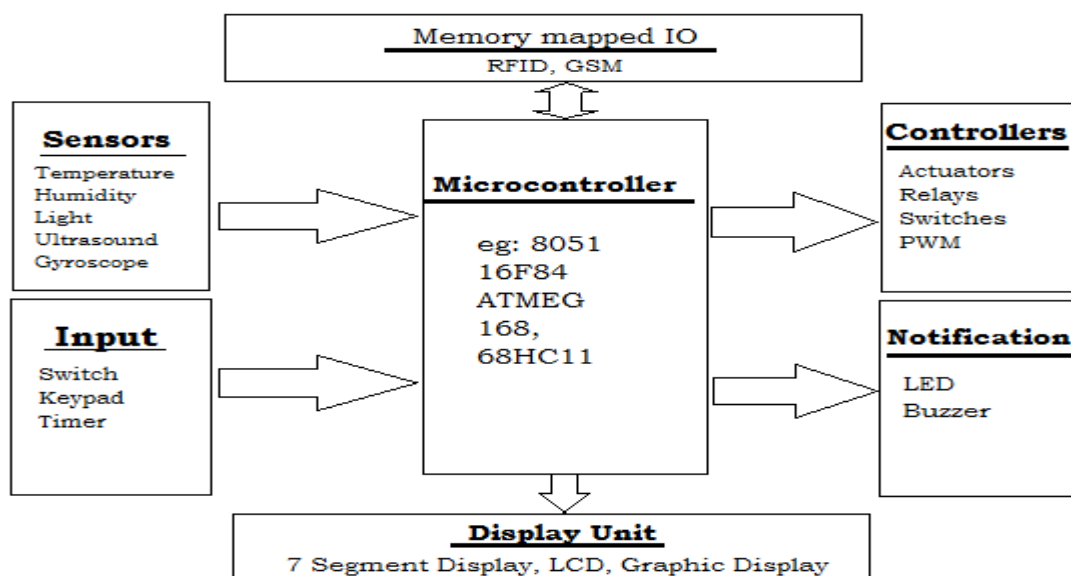 Memory mapped IO
RFID, GSM
Sensors
Temperature
Humidity
Light
Ultrasound
Gyroscope
Input
Switch
Keypad
Timer
Microcontroller
eg: 8051
16F84
ATMEG
168,
68HC11
Controllers
Actuators
Relays
Switches
PWM
Notification
LED
Buzzer
Display Unit
7 Segment Display, LCD, Graphic Display